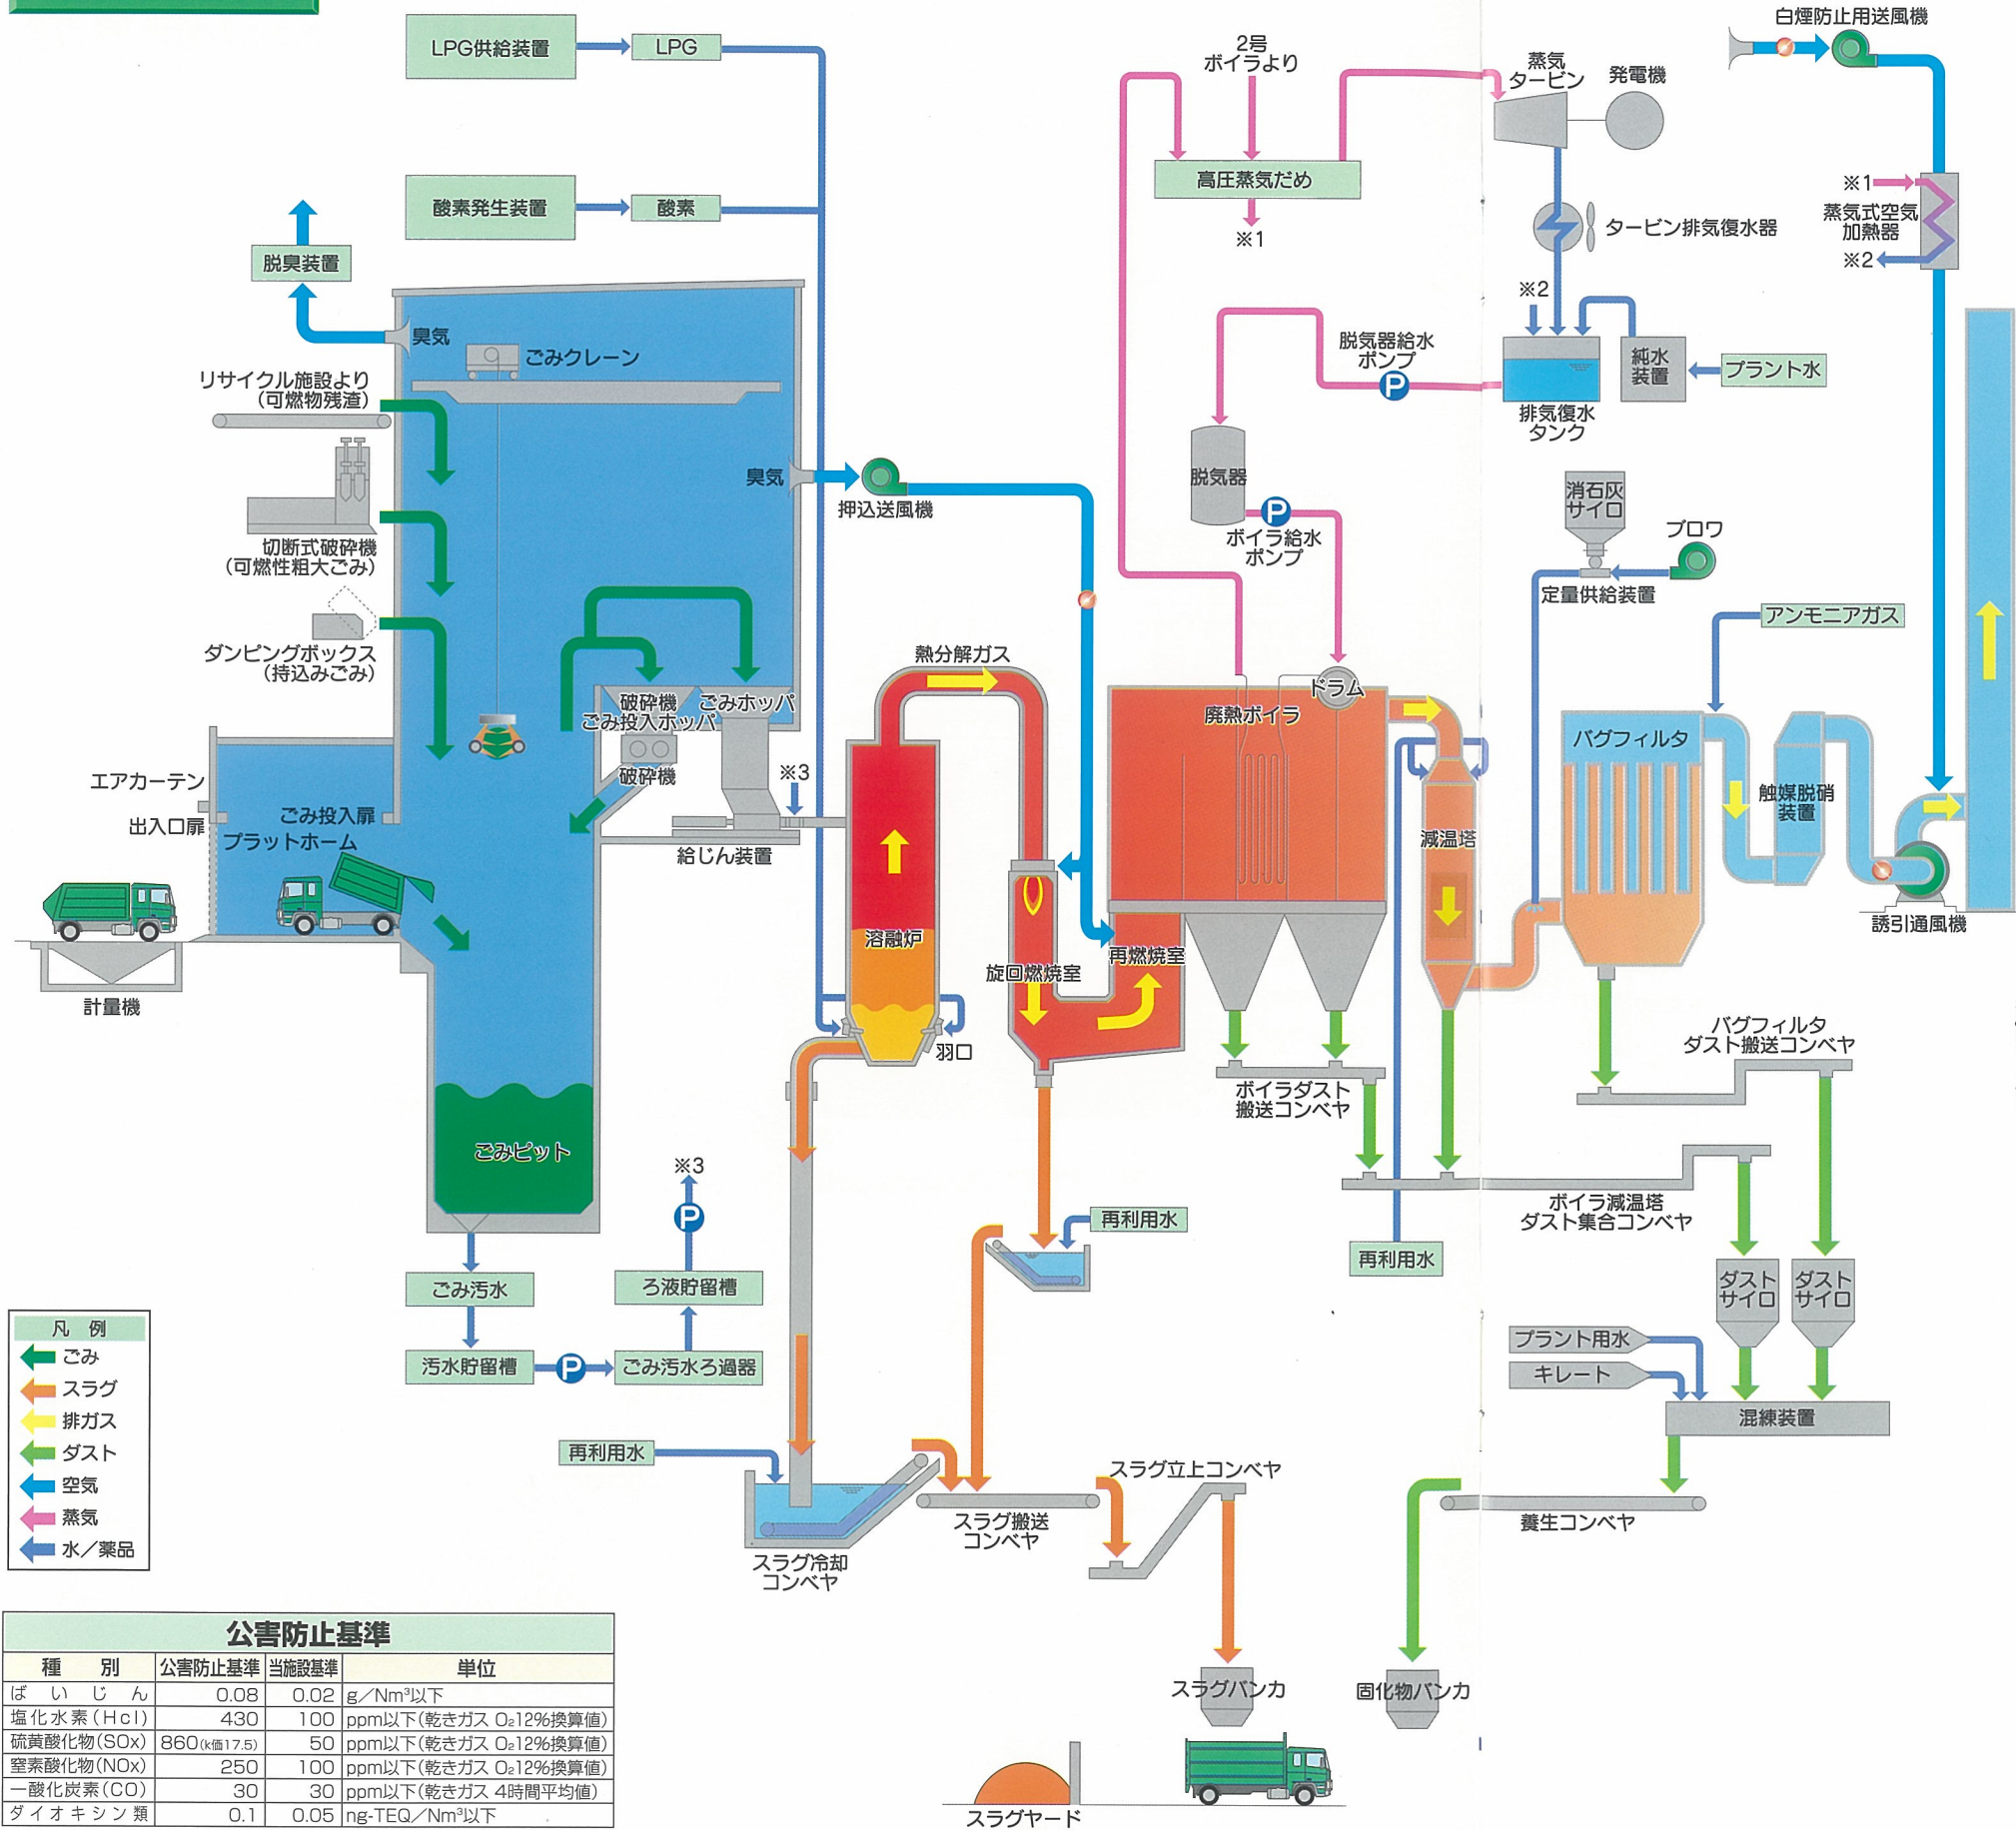 白煙防止用送風機
LPG供給装置
LPG
2号
ボイラより
蒸気
タービン
発電機
酸素発生装置
酸素
高圧蒸気だめ
※1
※1
蒸気式空気
加熱器
※2
タービン排気復水器
脱臭装置
臭気
ごみクレーン
※2
脱気器給水
ポンプ
P
純水
装置
プラント水
排気復水
タンク
リサイクル施設より
(可燃物残渣)
臭気
押込送風機
脱気器
P
ボイラ給水
ポンプ
消石灰
サイロ
ブロワ
定量供給装置
切断式破砕機
(可燃性粗大ごみ)
アンモニアガス
ダンピングボックス
(持込みごみ)
熱分解ガス
破砕機
ごみ投入ホッパ
ごみホッパ
ドラム
廃熱ボイラ
バグフィルタ
破砕機
※3
エアカーテン
出入口扉
ごみ投入扉
プラットホーム
給じん装置
減温塔
触媒脱硝
装置
溶融炉
旋回燃焼室
再燃焼室
誘引通風機
計量機
羽口
バグフィルタ
ダスト搬送コンベヤ
ボイラダスト
搬送コンベヤ
ごみピット
※3
P
再利用水
ボイラ減温塔
ダスト集合コンベヤ
再利用水
ごみ汚水
ろ液貯留槽
ダスト
サイロ
ダスト
サイロ
凡 例
ごみ
スラグ
排ガス
ダスト
空気
蒸気
水／薬品
汚水貯留槽
P
ごみ汚水ろ過器
プラント用水
キレート
混練装置
再利用水
スラグ立上コンベヤ
スラグ搬送
コンベヤ
養生コンベヤ
スラグ冷却
コンベヤ
スラグバンカ
固化物バンカ
スラグヤード
公害防止基準
種 別 公害防止基準 当施設基準 単位
ばいじん 0.08 0.02 g／Nm³以下
塩化水素(Hcl) 430 100 ppm以下(乾きガス O₂12%換算値)
硫黄酸化物(SOx) 860(k価17.5) 50 ppm以下(乾きガス O₂12%換算値)
窒素酸化物(NOx) 250 100 ppm以下(乾きガス O₂12%換算値)
一酸化炭素(CO) 30 30 ppm以下(乾きガス 4時間平均値)
ダイオキシン類 0.1 0.05 ng-TEQ／Nm³以下